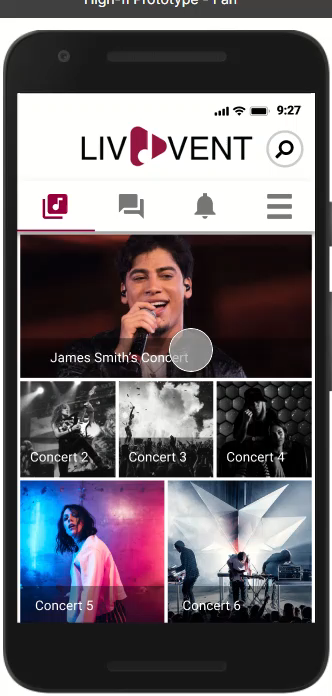 High-fi Prototype - Fan
9:27
LIV VENT
James Smith's Concert
Concert 2
Concert 3
Concert 4
Concert 5
Concert 6